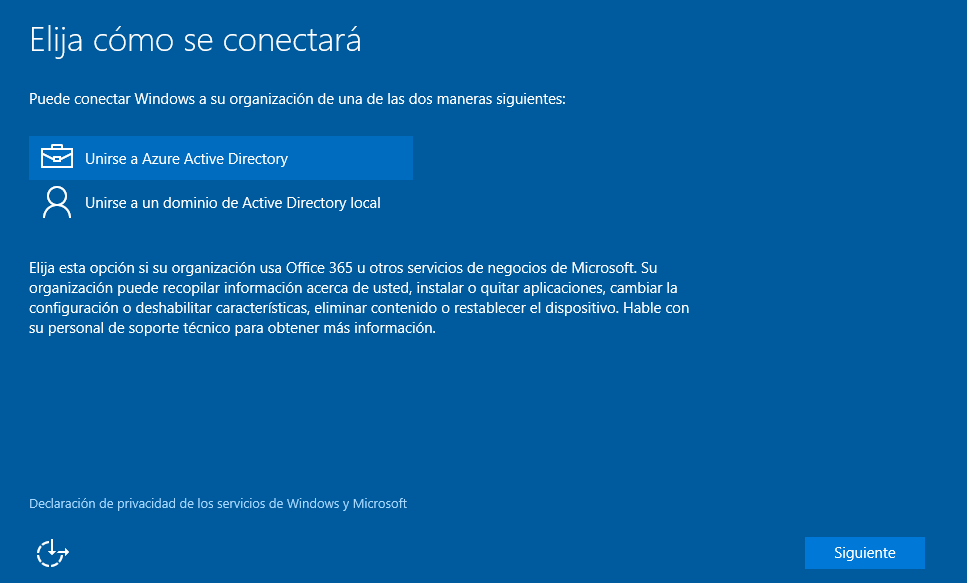 Elija cómo se conectará
Puede conectar Windows a su organización de una de las dos maneras siguientes:
Unirse a Azure Active Directory
Unirse a un dominio de Active Directory local
Elija esta opción si su organización usa Office 365 u otros servicios de negocios de Microsoft. Su
organización puede recopilar información acerca de usted, instalar o quitar aplicaciones, cambiar la
configuración o deshabilitar características, eliminar contenido o restablecer el dispositivo. Hable con
su personal de soporte técnico para obtener más información.
Declaración de privacidad de los servicios de Windows y Microsoft
Siguiente